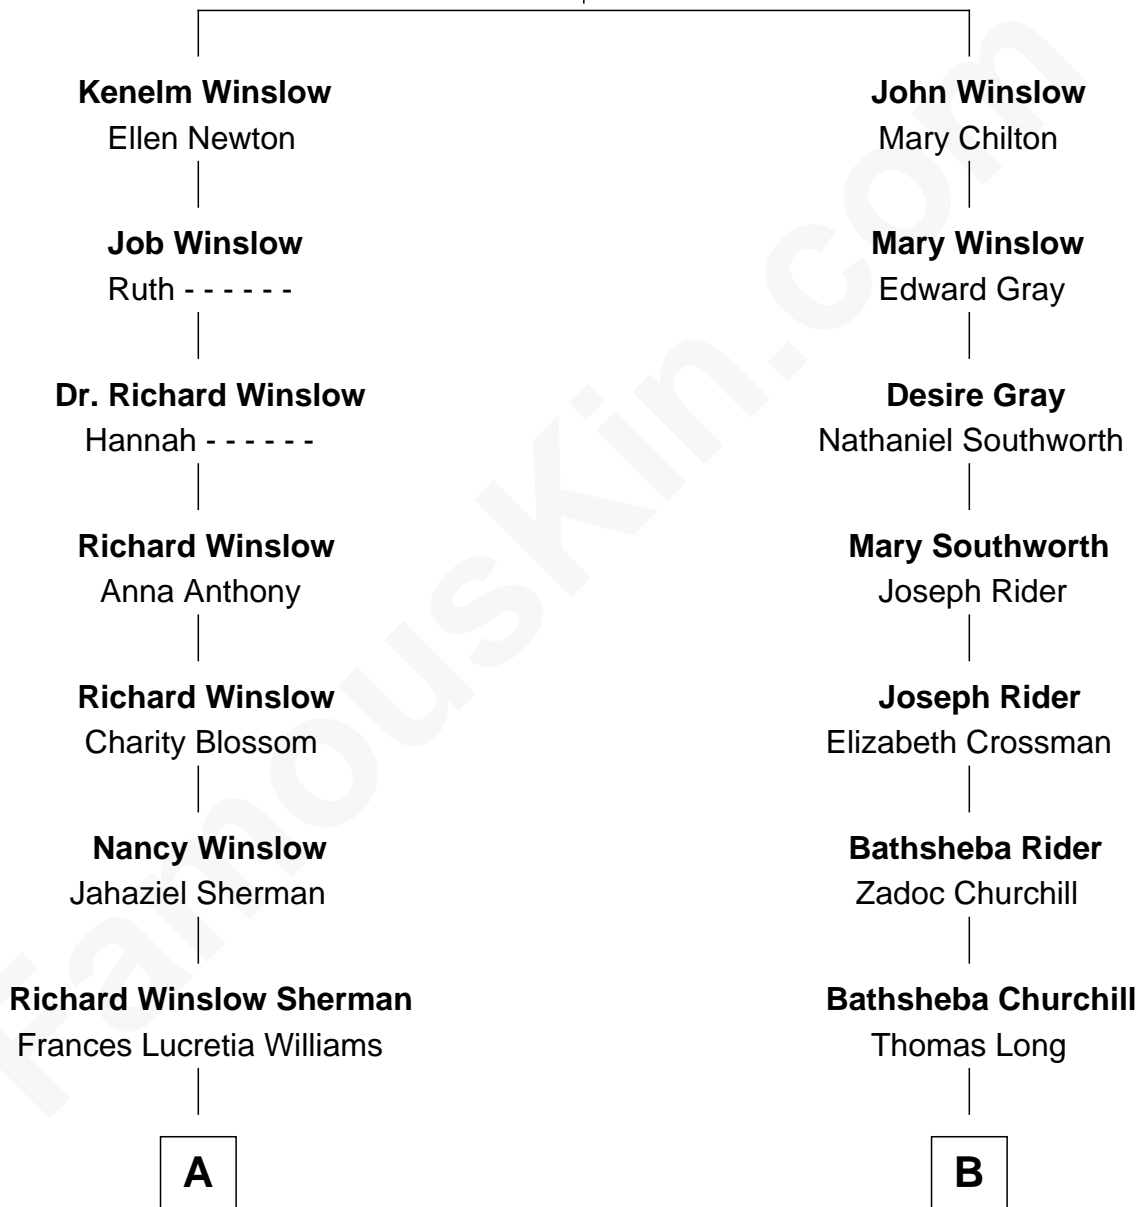 Kenelm Winslow
Ellen Newton
Job Winslow
Ruth - - - - - -
Dr. Richard Winslow
Hannah - - - - - -
Richard Winslow
Anna Anthony
Richard Winslow
Charity Blossom
Nancy Winslow
Jahaziel Sherman
Richard Winslow Sherman
Frances Lucretia Williams
A
John Winslow
Mary Chilton
Mary Winslow
Edward Gray
Desire Gray
Nathaniel Southworth
Mary Southworth
Joseph Rider
Joseph Rider
Elizabeth Crossman
Bathsheba Rider
Zadoc Churchill
Bathsheba Churchill
Thomas Long
B
FamousKin.com